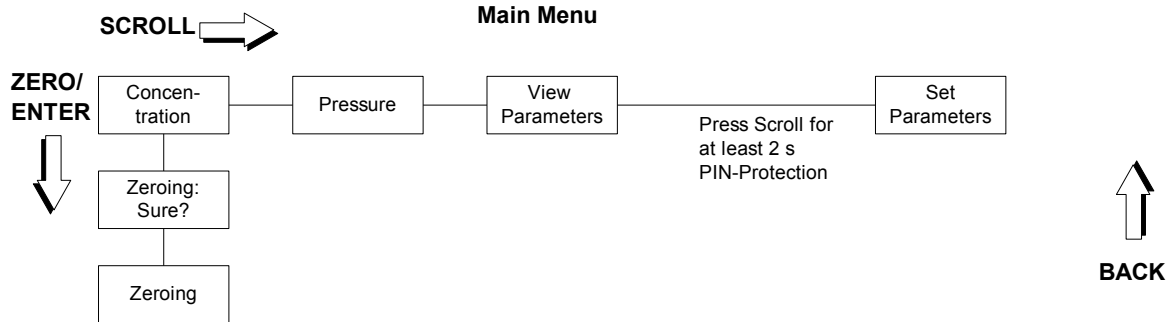 Main Menu
SCROLL
ZERO/
ENTER
Concen-
tration
Pressure
View
Parameters
Press Scroll for
at least 2 s
PIN-Protection
Set
Parameters
Zeroing:
Sure?
Zeroing
BACK